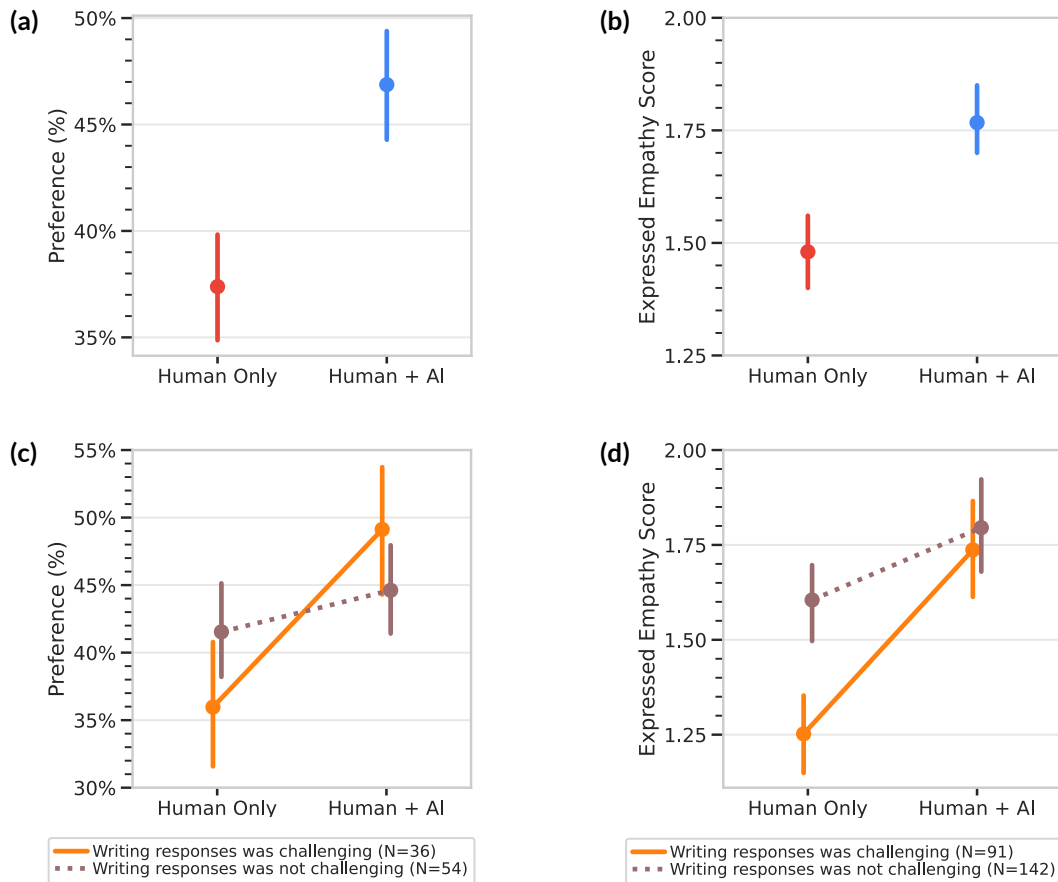 (a)
50%
45%
40%
35%
Preference (%)
Human Only
Human + AI
(b)
2.00
1.75
1.50
1.25
Expressed Empathy Score
Human Only
Human + AI
(c)
55%
50%
45%
40%
35%
30%
Preference (%)
Human Only
Human + AI
Writing responses was challenging (N=36)
Writing responses was not challenging (N=54)
(d)
2.00
1.75
1.50
1.25
Expressed Empathy Score
Human Only
Human + AI
Writing responses was challenging (N=91)
Writing responses was not challenging (N=142)